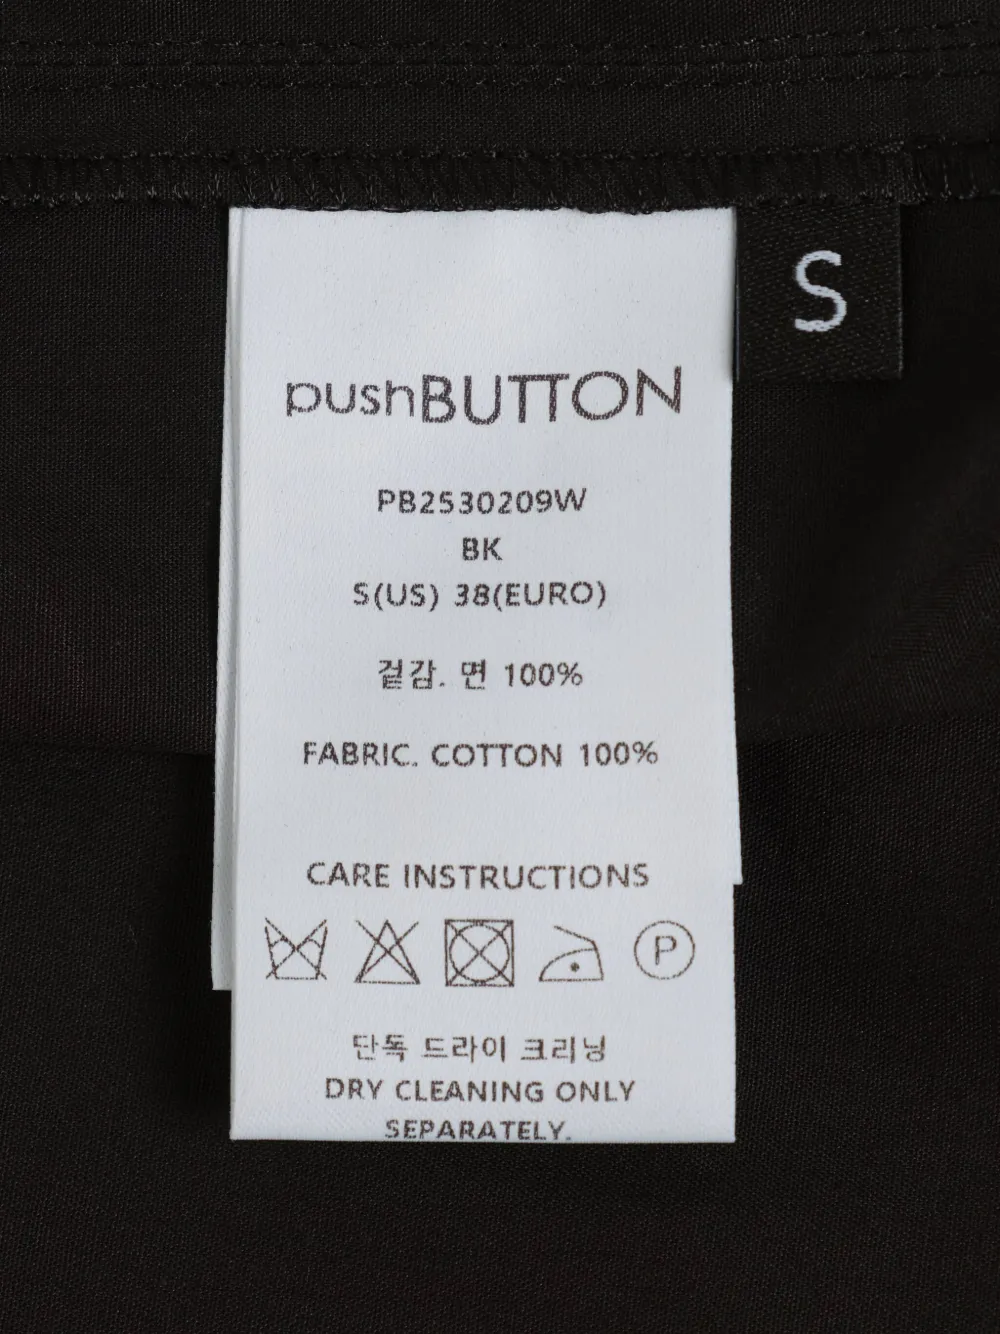 S
pushBUTTON
PB2530209W
BK
S(US) 38(EURO)
겉감. 면 100%
FABRIC. COTTON 100%
CARE INSTRUCTIONS
P
단독 드라이 크리닝
DRY CLEANING ONLY
SEPARATELY.